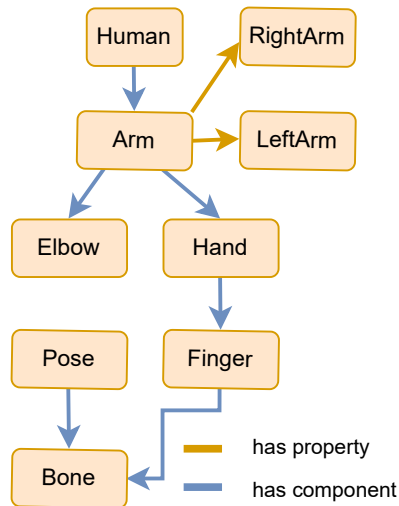 Human
RightArm
Arm
LeftArm
Elbow
Hand
Pose
Finger
has property
Bone
has component